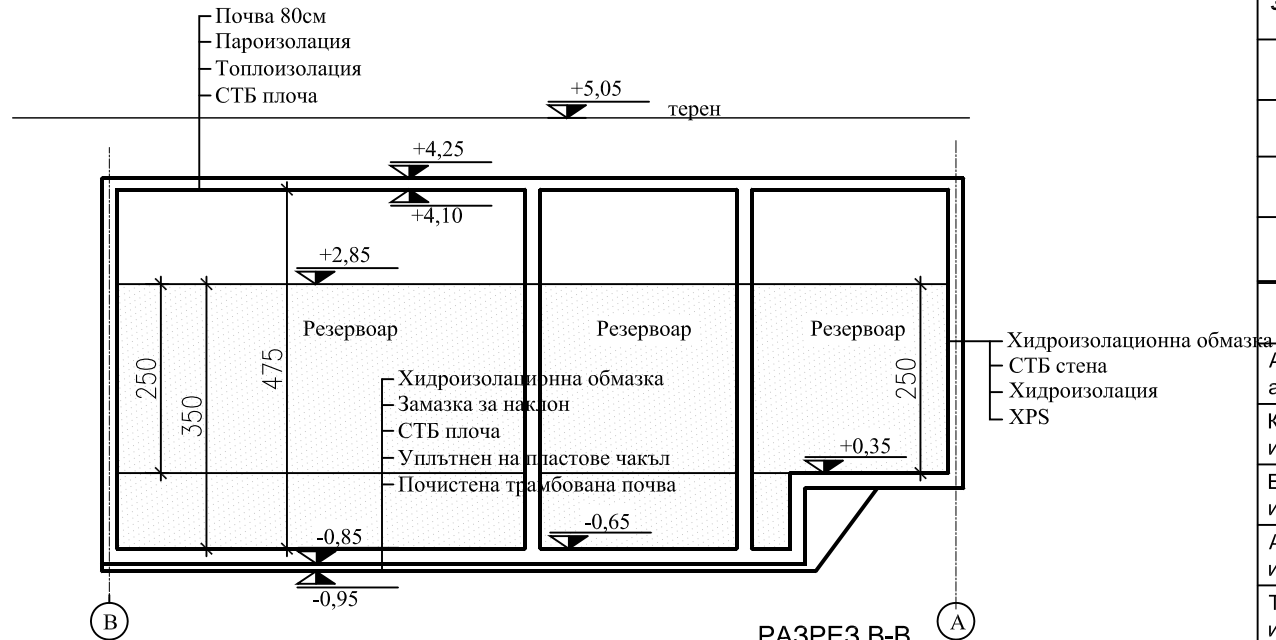 Почва 80см
Пароизолация
Топлоизолация
СТБ плоча
+5,05
терен
+4,25
+4,10
+2,85
Резервоар
Резервоар
Резервоар
250
350
475
250
Хидроизолационна обмазка
СТБ стена
Хидроизолация
XPS
Хидроизолационна обмазка
Замазка за наклон
СТБ плоча
Уплътнен на пластове чакъл
Почистена трамбована почва
+0,35
-0,85
-0,65
-0,95
В
А
РАЗРЕЗ В-В